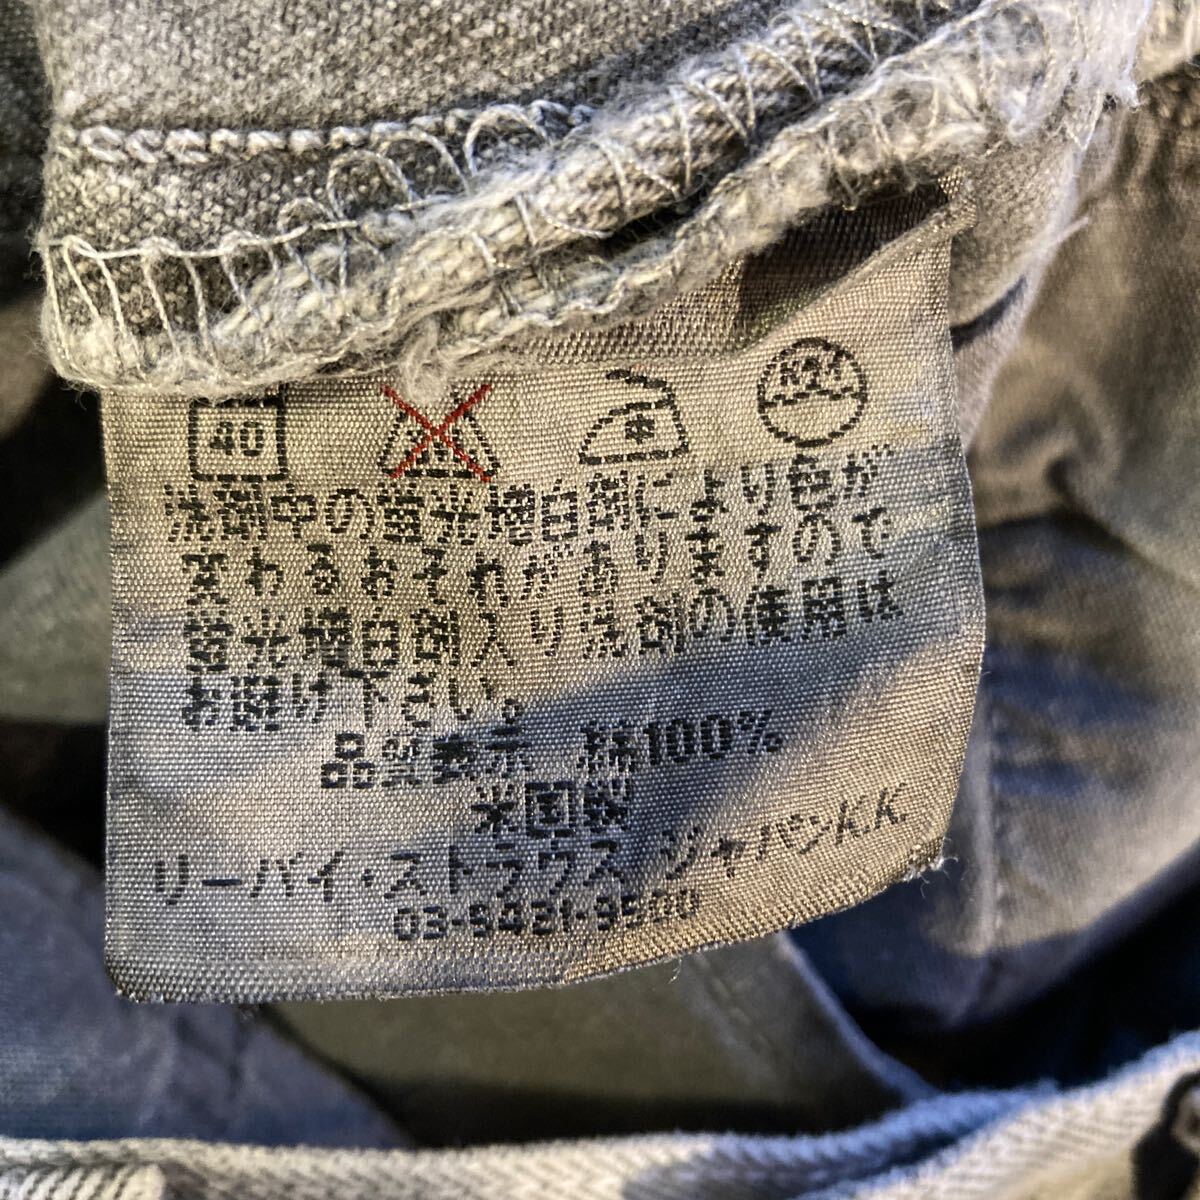 40
洗剤中の蛍光増白剤により色が
変わるおそれがありますので
蛍光増白剤入り洗剤の使用は
お避け下さい。
品質表示 綿100%
米国製
リーバイ・ストラウス ジャパンK.K.
03-5421-9500